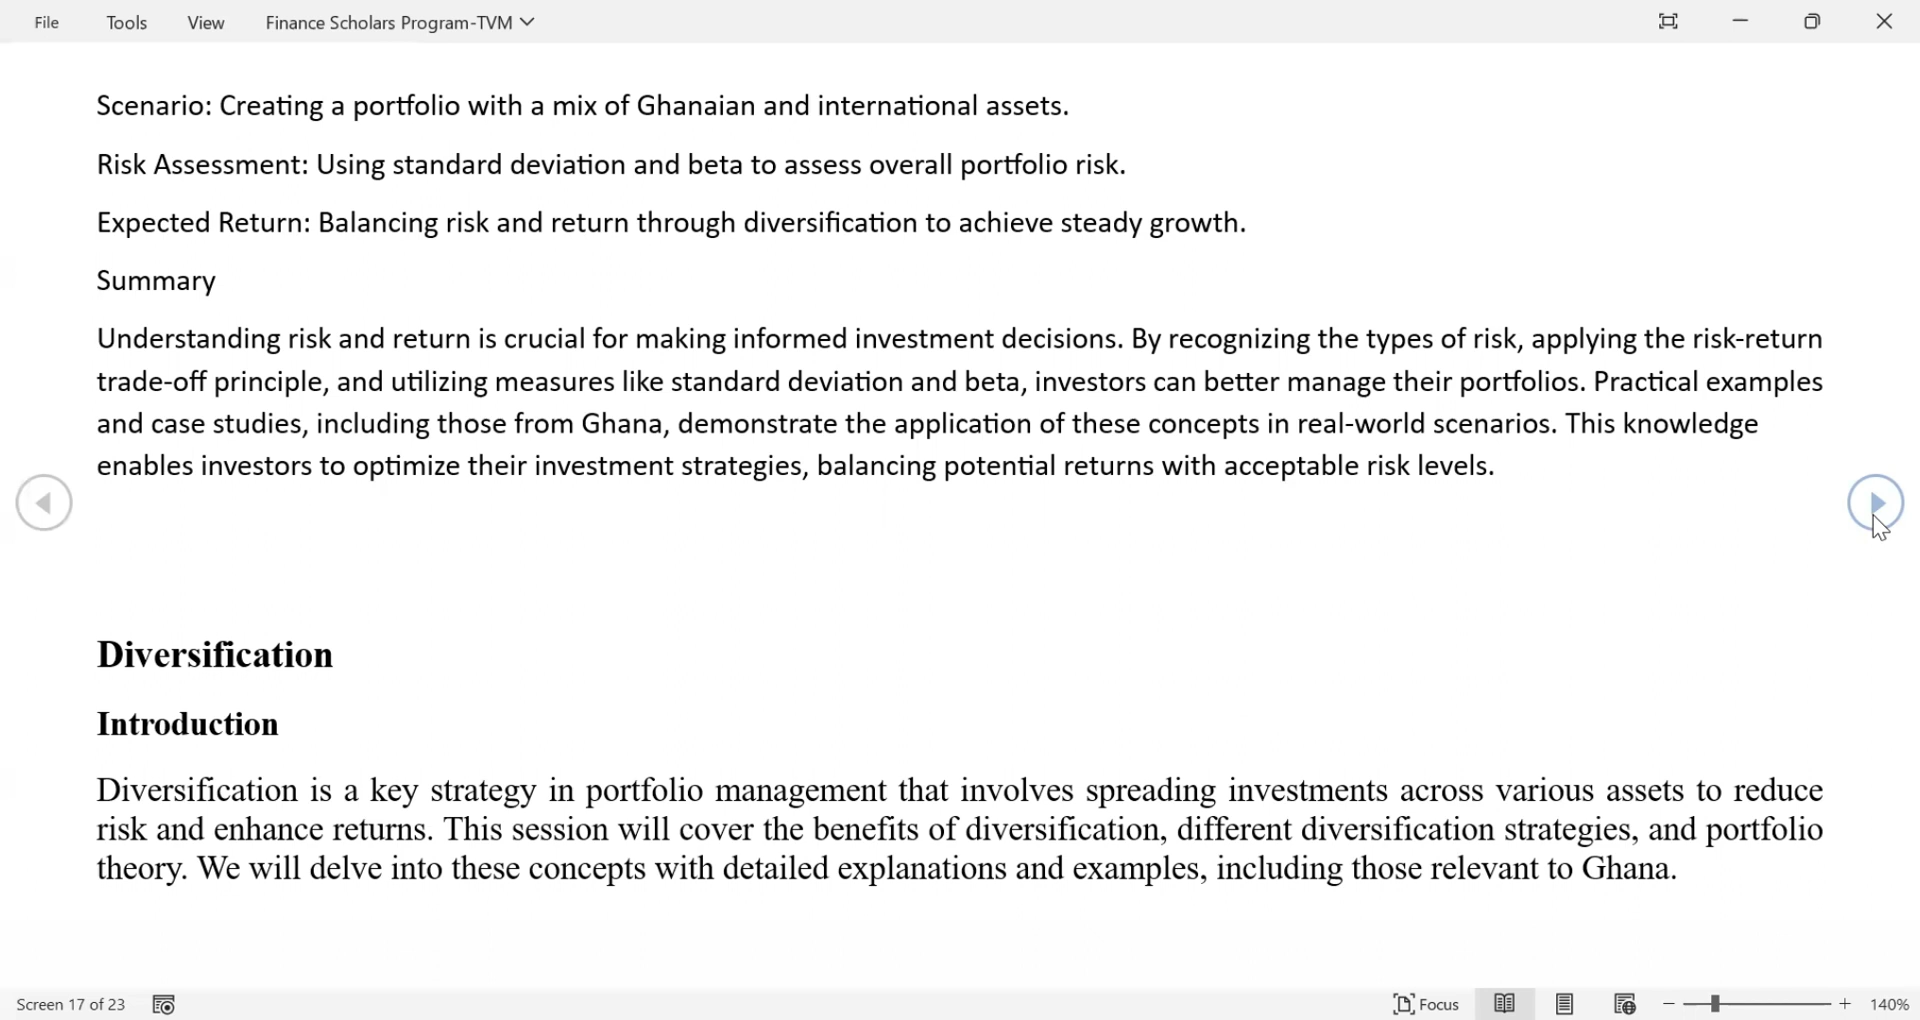 File Tools View Finance Scholars Program-TVM
Scenario: Creating a portfolio with a mix of Ghanaian and international assets.
Risk Assessment: Using standard deviation and beta to assess overall portfolio risk.
Expected Return: Balancing risk and return through diversification to achieve steady growth.
Summary
Understanding risk and return is crucial for making informed investment decisions. By recognizing the types of risk, applying the risk-return
trade-off principle, and utilizing measures like standard deviation and beta, investors can better manage their portfolios. Practical examples
and case studies, including those from Ghana, demonstrate the application of these concepts in real-world scenarios. This knowledge
enables investors to optimize their investment strategies, balancing potential returns with acceptable risk levels.
Diversification
Introduction
Diversification is a key strategy in portfolio management that involves spreading investments across various assets to reduce
risk and enhance returns. This session will cover the benefits of diversification, different diversification strategies, and portfolio
theory. We will delve into these concepts with detailed explanations and examples, including those relevant to Ghana.
Screen 17 of 23 Focus 140%